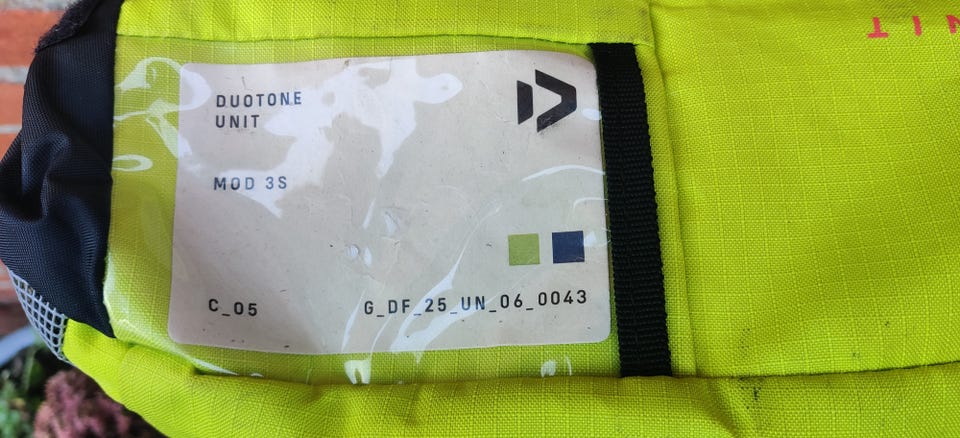 DUOTONE
UNIT
MOD 3S
C_05
G_DF_25_UN_06_0043